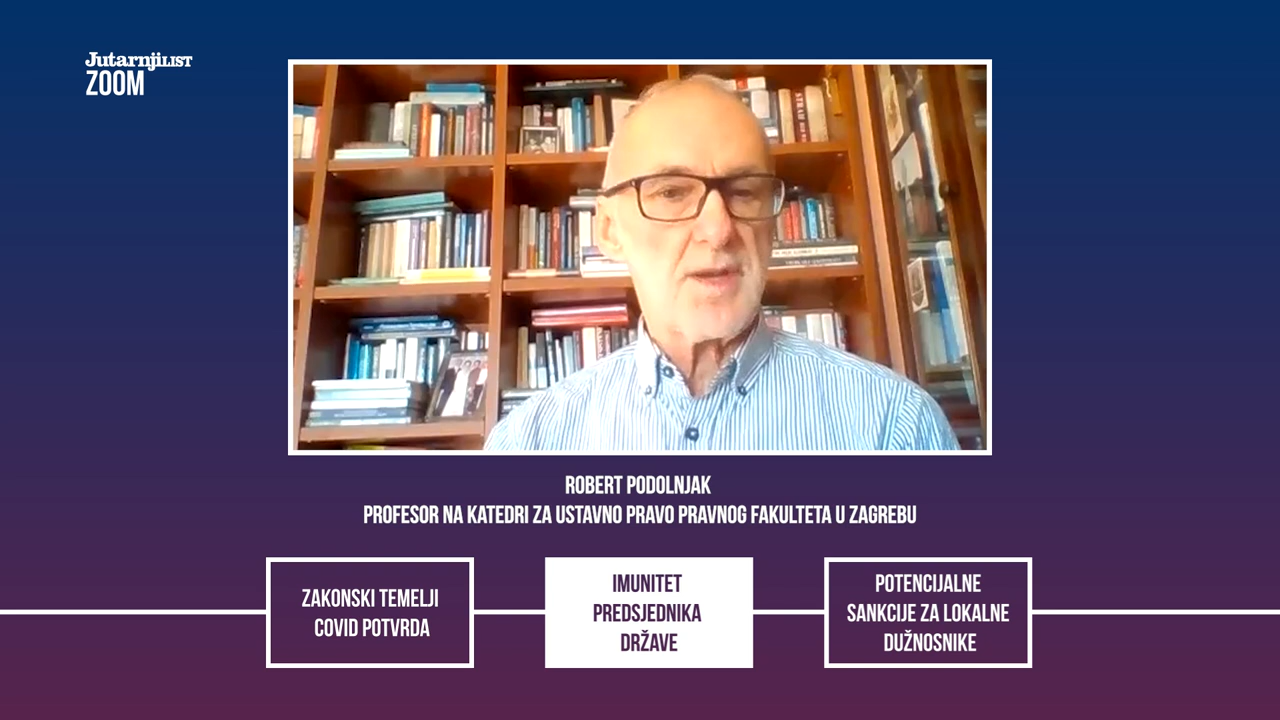 Jutarnji LIST
ZOOM
STRAH
ROBERT PODOLNJAK
PROFESOR NA KATEDRI ZA USTAVNO PRAVO PRAVNOG FAKULTETA U ZAGREBU
ZAKONSKI TEMELJI
COVID POTVRDA
IMUNITET
PREDSJEDNIKA
DRŽAVE
POTENCIJALNE
SANKCIJE ZA LOKALNE
DUŽNOSNIKE